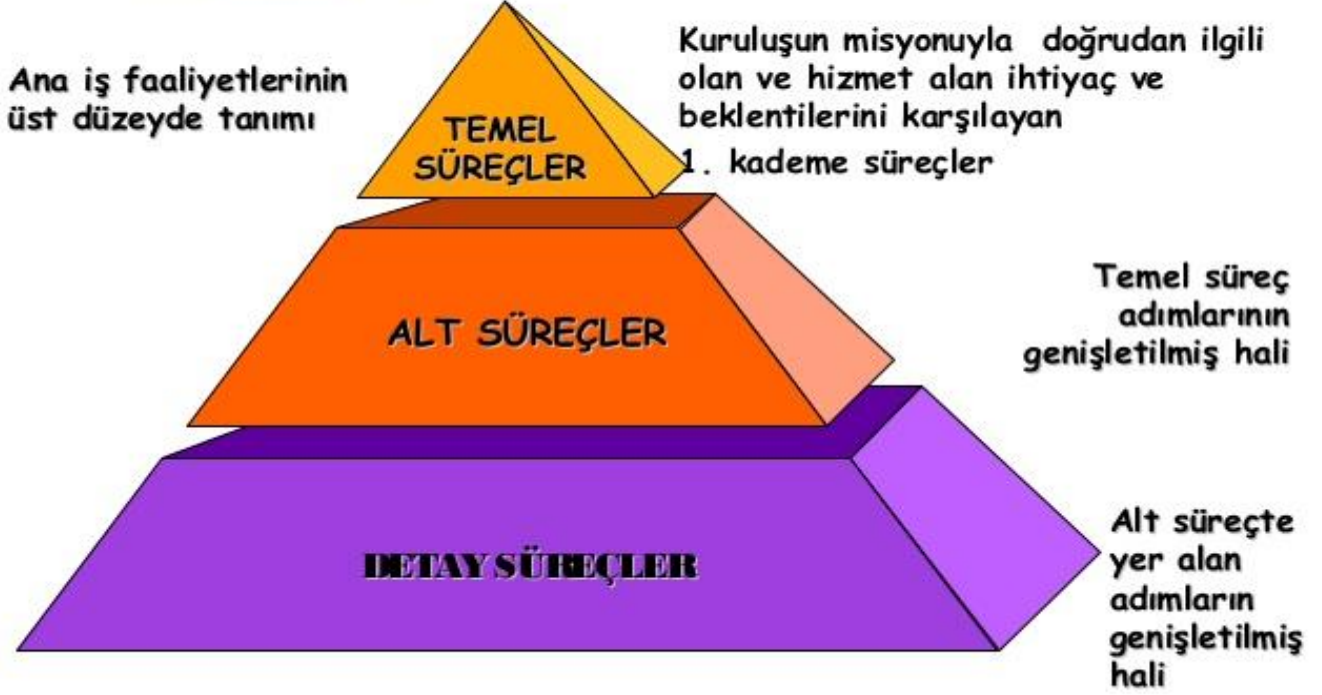 Ana iş faaliyetlerinin
üst düzeyde tanımı
Kuruluşun misyonuyla doğrudan ilgili
olan ve hizmet alan ihtiyaç ve
beklentilerini karşılayan
1. kademe süreçler
TEMEL
SÜREÇLER
ALT SÜREÇLER
Temel süreç
adımlarının
genişletilmiş hali
DETAY SÜREÇLER
Alt süreçte
yer alan
adımların
genişletilmiş
hali